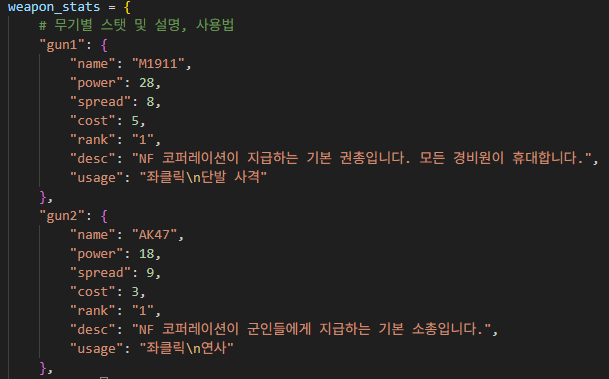 weapon_stats = {
    # 무기별 스탯 및 설명, 사용법
    "gun1": {
        "name": "M1911",
        "power": 28,
        "spread": 8,
        "cost": 5,
        "rank": "1",
        "desc": "NF 코퍼레이션이 지급하는 기본 권총입니다. 모든 경비원이 휴대합니다.",
        "usage": "좌클릭\n단발 사격"
    },
    "gun2": {
        "name": "AK47",
        "power": 18,
        "spread": 9,
        "cost": 3,
        "rank": "1",
        "desc": "NF 코퍼레이션이 군인들에게 지급하는 기본 소총입니다.",
        "usage": "좌클릭\n연사"
    },